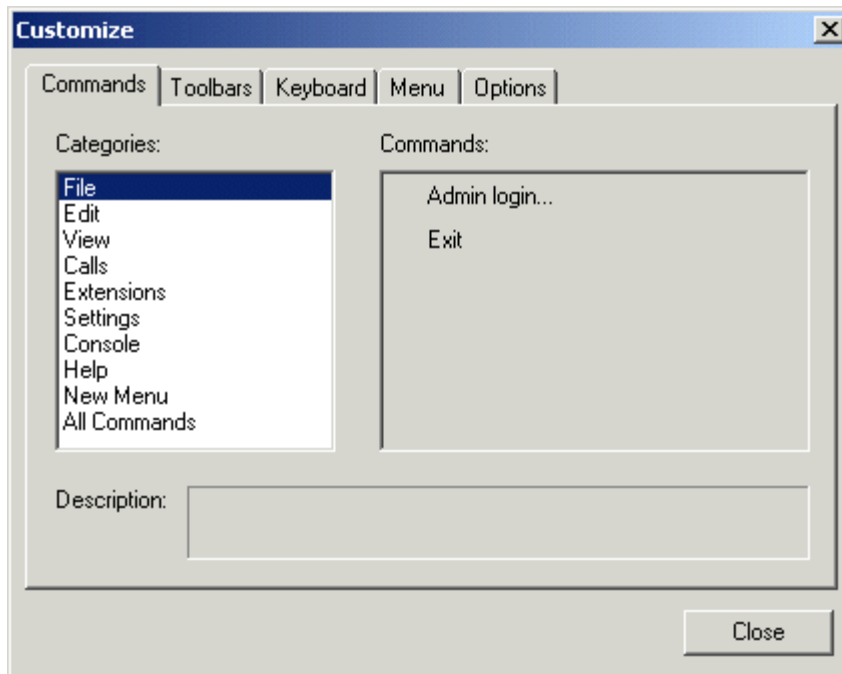 Customize
Commands Toolbars Keyboard Menu Options
Categories:
File
Edit
View
Calls
Extensions
Settings
Console
Help
New Menu
All Commands
Commands:
Admin login...
Exit
Description:
Close